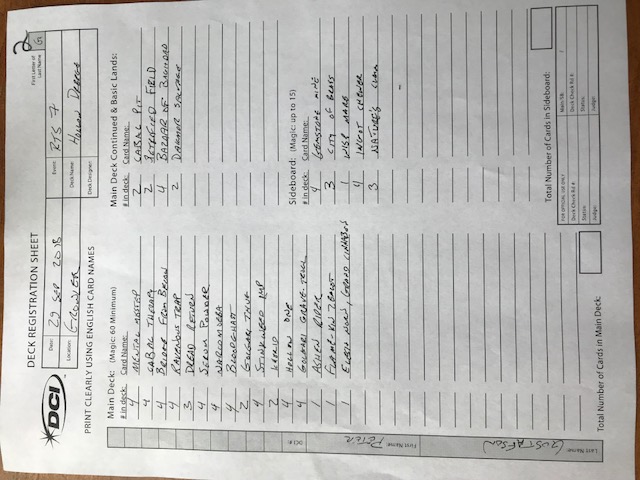 2
DECK REGISTRATION SHEET
First Letter of
Last Name
G
DCI
Date: 29 SEP 2018
Event: RTS 7
Location: GROWLER
Deck Name: HOLLOW DREDGE
Deck Designer:
PRINT CLEARLY USING ENGLISH CARD NAMES
Main Deck: (Magic: 60 Minimum)
# in deck: Card Name:
4 MENTAL MISSTEP
4 CABAL THERAPY
4 BRIDGE FROM BELOW
4 RAVENOUS TRAP
3 DREAD RETURN
4 SERUM POWDER
4 NARCOMOEBA
4 BLOODGHAST
2 GOLGARI THUG
4 STINKWEED IMP
2 ICHORID
4 HOLLOW ONE
4 GOLGARI GRAVE-TROLL
1 ASHEN RIDER
1 FLAME-KIN ZEALOT
1 ELESH NORN, GRAND CENOBITE
Total Number of Cards in Main Deck:
Main Deck Continued & Basic Lands:
# in deck: Card Name:
2 CABAL PIT
2 PETRIFIED FIELD
4 BAZAAR OF BAGHDAD
2 DAKMOR SALVAGE
Sideboard: (Magic: up to 15)
# in deck: Card Name:
4 GEMSTONE MINE
3 CITY OF BRASS
1 WISP MARE
4 INGOT CHEWER
3 NATURE'S CLAIM
Total Number of Cards in Sideboard:
FOR OFFICIAL USE ONLY
Main/SB: /
Deck Check Rd #:
Deck Check Rd #:
Status:
Status:
Judge:
Judge:
DCI #:
First Name: PETER
Last Name: GUSTAFSON